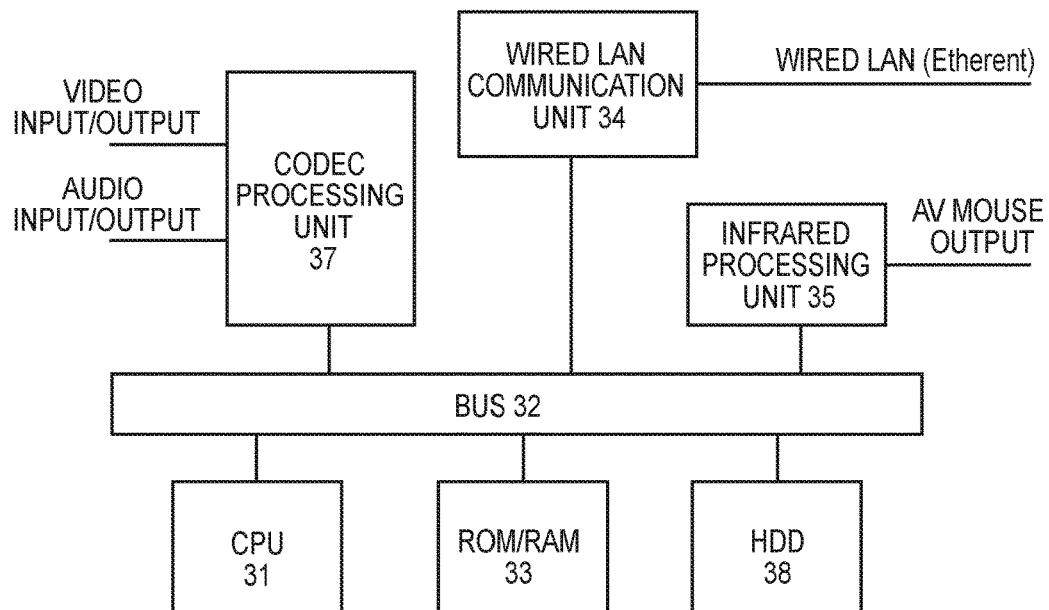 VIDEO
INPUT/OUTPUT
AUDIO
INPUT/OUTPUT
CODEC
PROCESSING
UNIT
37
WIRED LAN
COMMUNICATION
UNIT 34
WIRED LAN (Etherent)
INFRARED
PROCESSING
UNIT 35
AV MOUSE
OUTPUT
BUS 32
CPU
31
ROM/RAM
33
HDD
38